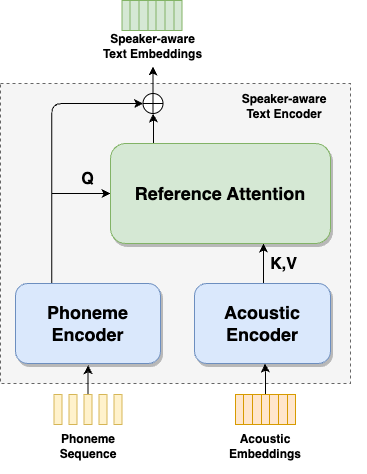 Speaker-aware
Text Embeddings
Speaker-aware
Text Encoder
Q
Reference Attention
K,V
Phoneme
Encoder
Acoustic
Encoder
Phoneme
Sequence
Acoustic
Embeddings